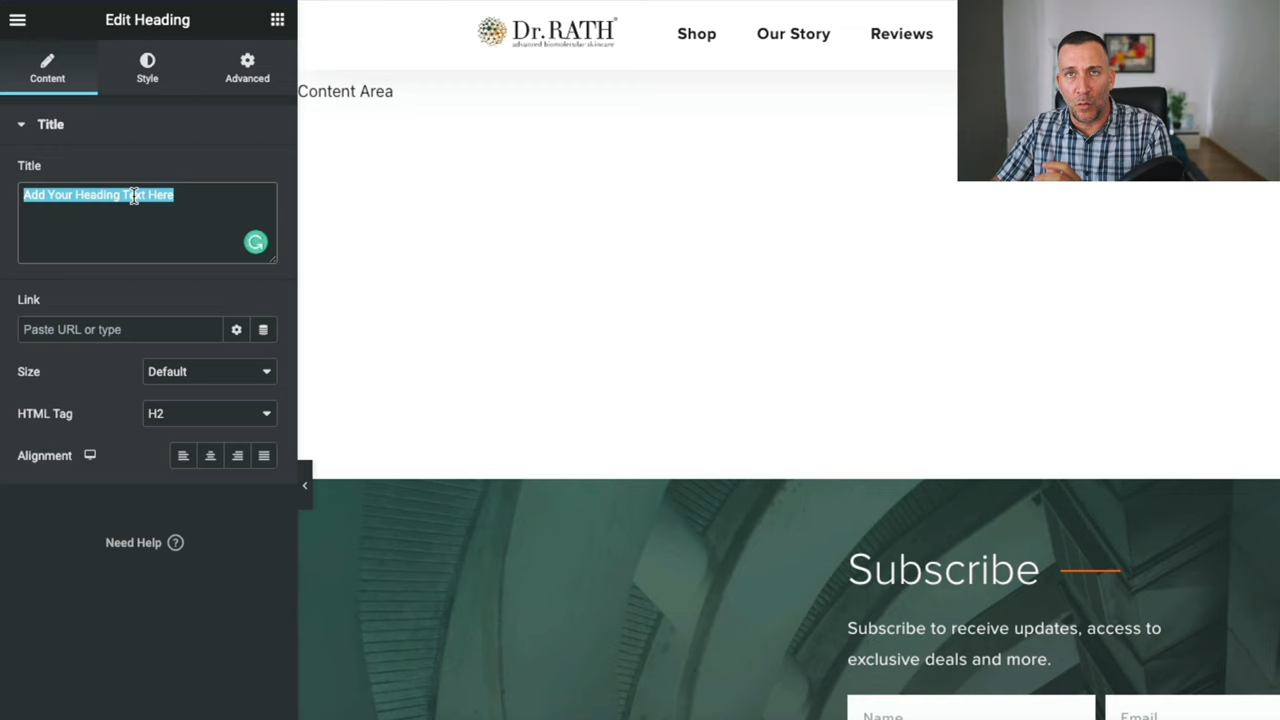 Edit Heading
Content
Style
Advanced
Title
Title
Add Your Heading Text Here
Link
Paste URL or type
Size
Default
HTML Tag
H2
Alignment
Need Help ?
Dr.RATH
advanced biomolecular skincare
Shop
Our Story
Reviews
Content Area
Subscribe
Subscribe to receive updates, access to
exclusive deals and more.
Name
Email